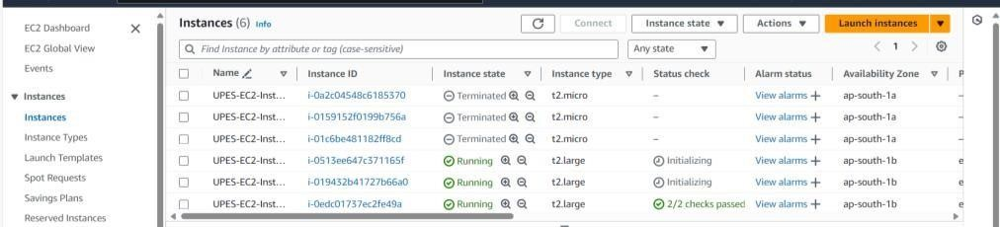 EC2 Dashboard
EC2 Global View
Events
Instances
Instances
Instance Types
Launch Templates
Spot Requests
Savings Plans
Reserved Instances
Instances (6) Info
Connect
Instance state
Actions
Launch instances
Find Instance by attribute or tag (case-sensitive)
Any state
1
Name Instance ID Instance state Instance type Status check Alarm status Availability Zone P
UPES-EC2-Inst... i-0a2c04548c6185370 Terminated t2.micro – View alarms + ap-south-1a –
UPES-EC2-Inst... i-0159152f0199b756a Terminated t2.micro – View alarms + ap-south-1a –
UPES-EC2-Inst... i-01c6be481182ff8cd Terminated t2.micro – View alarms + ap-south-1a –
UPES-EC2-Inst... i-0513ee647c371165f Running t2.large Initializing View alarms + ap-south-1b e
UPES-EC2-Inst... i-019432b41727b66a0 Running t2.large Initializing View alarms + ap-south-1b e
UPES-EC2-Inst... i-0edc01737ec2fe49a Running t2.large 2/2 checks passed View alarms + ap-south-1b e